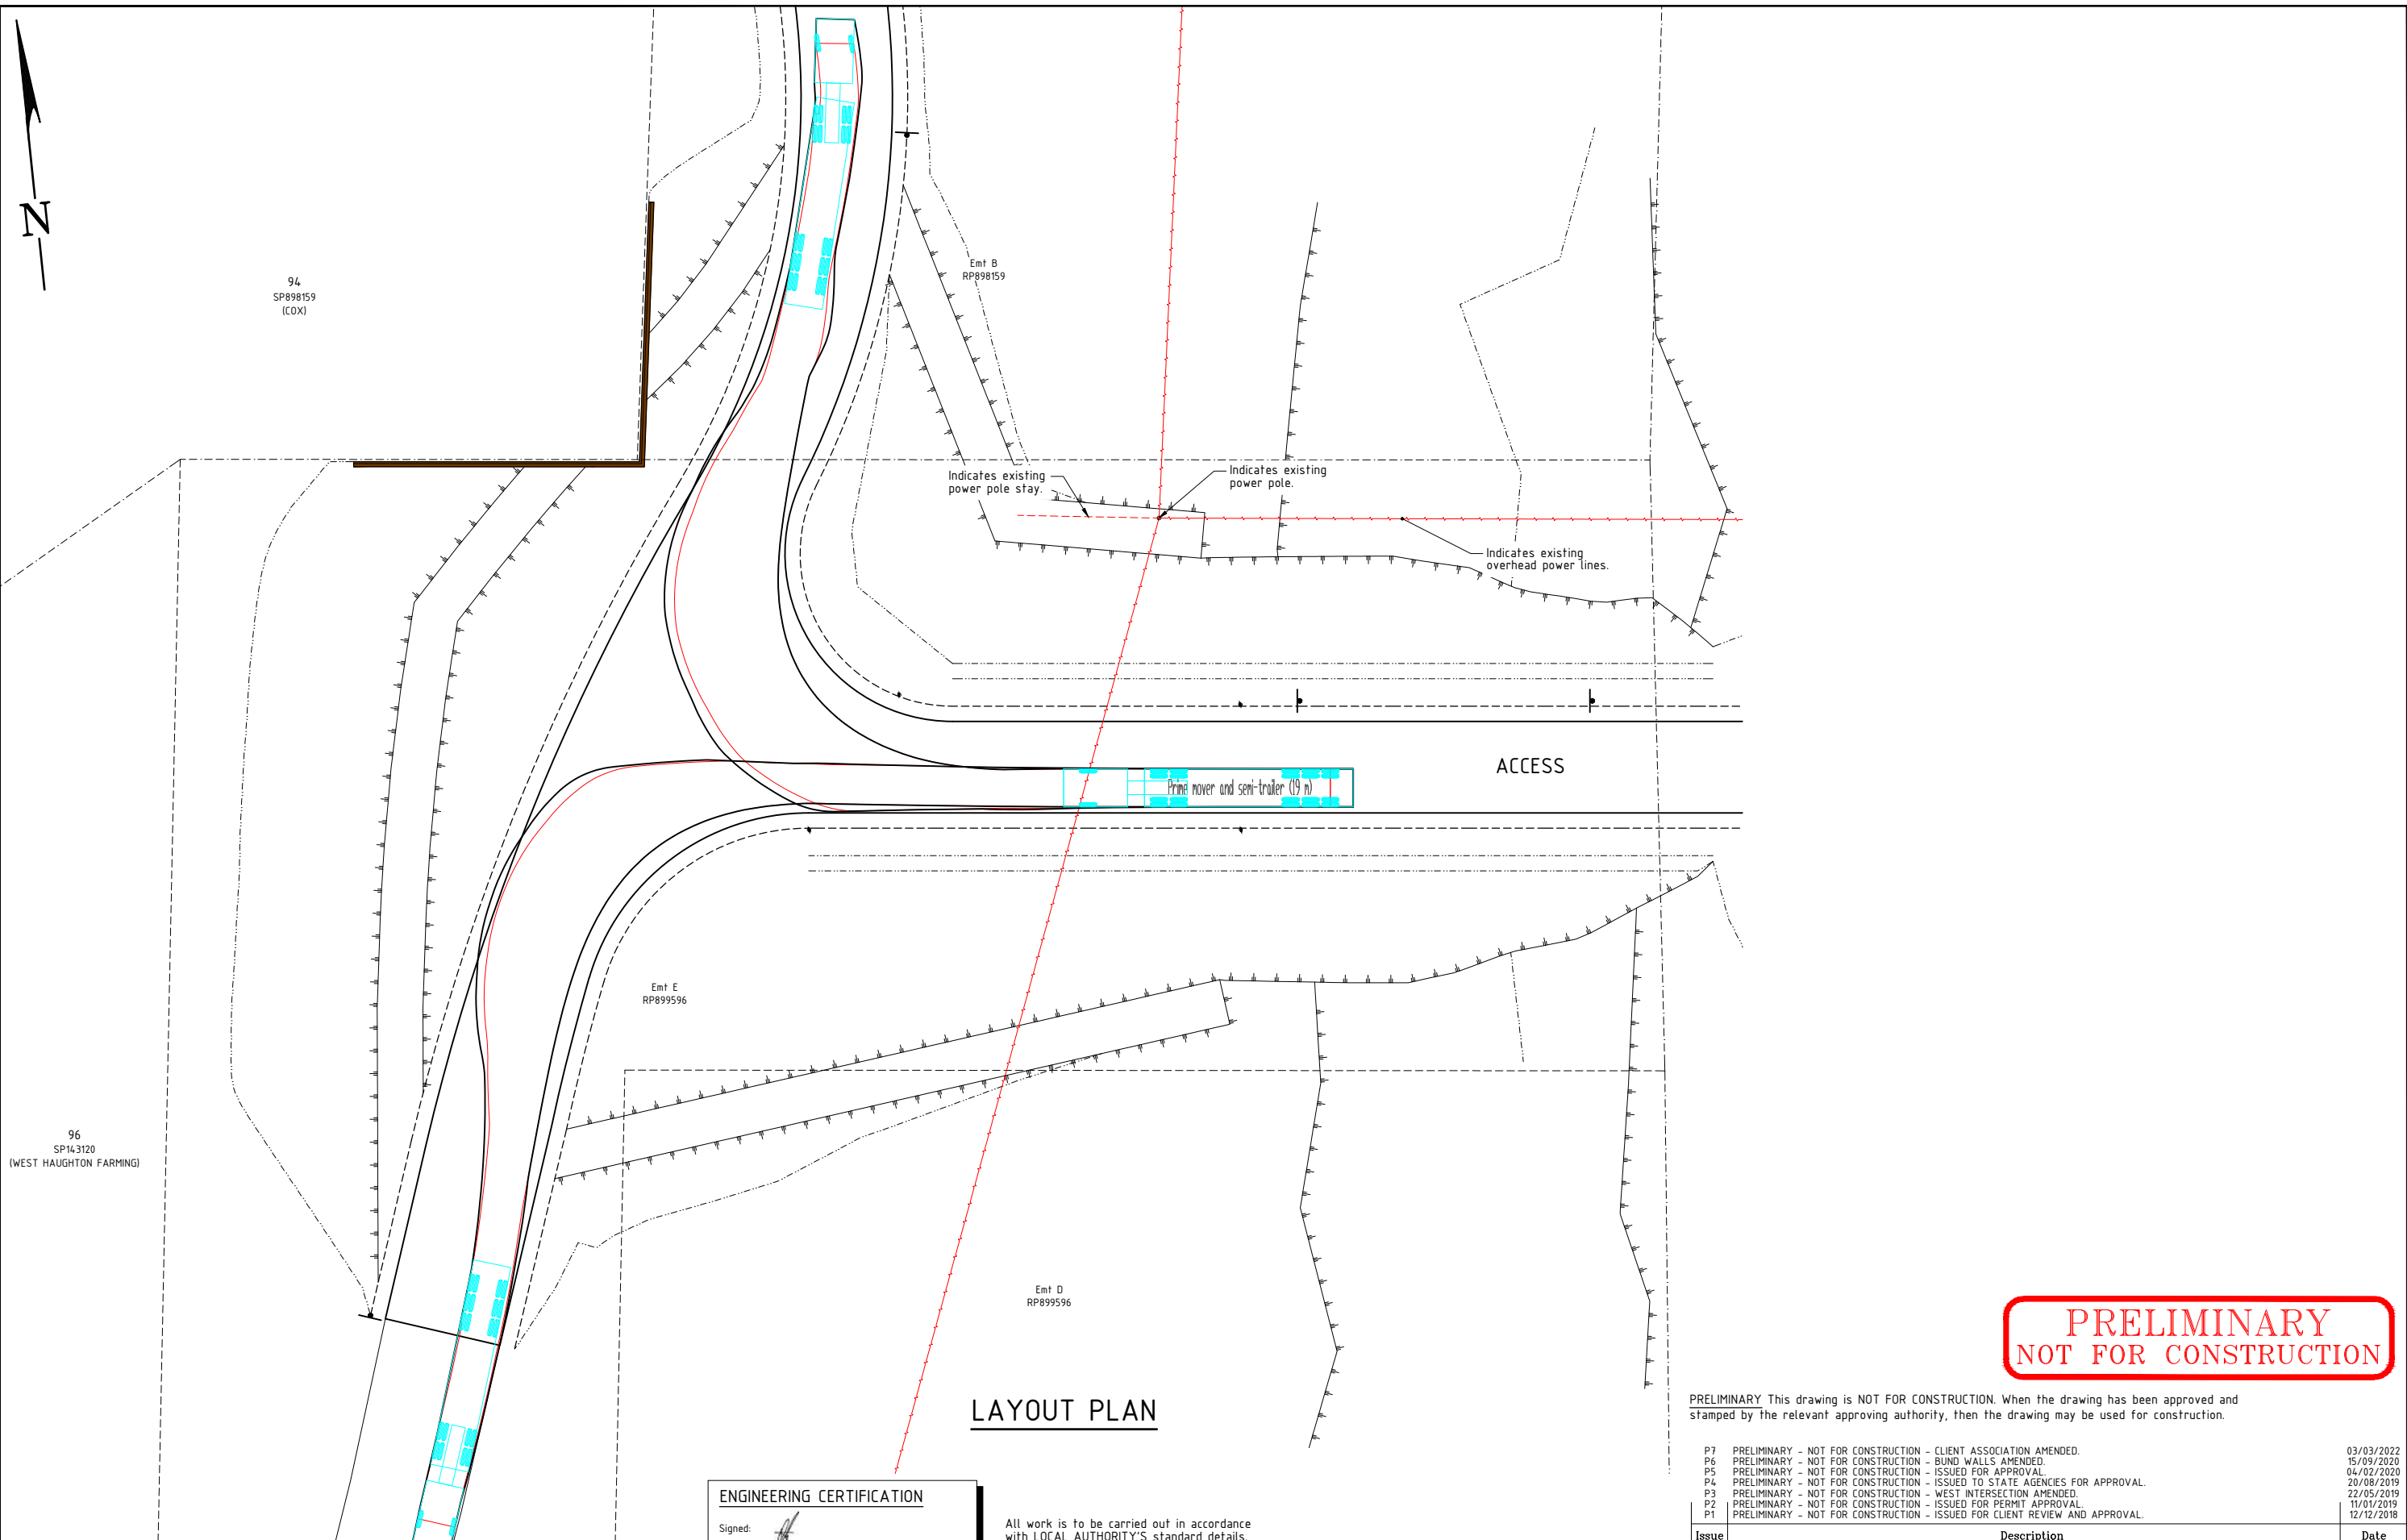 N
94
SP898159
(COX)
Emt B
RP898159
Indicates existing
power pole stay.
Indicates existing
power pole.
Indicates existing
overhead power lines.
ACCESS
Prime mover and semi-trailer (19 m)
Emt E
RP899596
96
SP143120
(WEST HAUGHTON FARMING)
Emt D
RP899596
LAYOUT PLAN
PRELIMINARY
NOT FOR CONSTRUCTION
PRELIMINARY This drawing is NOT FOR CONSTRUCTION. When the drawing has been approved and
stamped by the relevant approving authority, then the drawing may be used for construction.
P7 PRELIMINARY - NOT FOR CONSTRUCTION - CLIENT ASSOCIATION AMENDED. 03/03/2022
P6 PRELIMINARY - NOT FOR CONSTRUCTION - BUND WALLS AMENDED. 15/09/2020
P5 PRELIMINARY - NOT FOR CONSTRUCTION - ISSUED FOR APPROVAL. 04/02/2020
P4 PRELIMINARY - NOT FOR CONSTRUCTION - ISSUED TO STATE AGENCIES FOR APPROVAL. 20/08/2019
P3 PRELIMINARY - NOT FOR CONSTRUCTION - WEST INTERSECTION AMENDED. 22/05/2019
P2 PRELIMINARY - NOT FOR CONSTRUCTION - ISSUED FOR PERMIT APPROVAL. 11/01/2019
P1 PRELIMINARY - NOT FOR CONSTRUCTION - ISSUED FOR CLIENT REVIEW AND APPROVAL. 12/12/2018
Issue Description Date
ENGINEERING CERTIFICATION
Signed:
All work is to be carried out in accordance
with LOCAL AUTHORITY'S standard details,